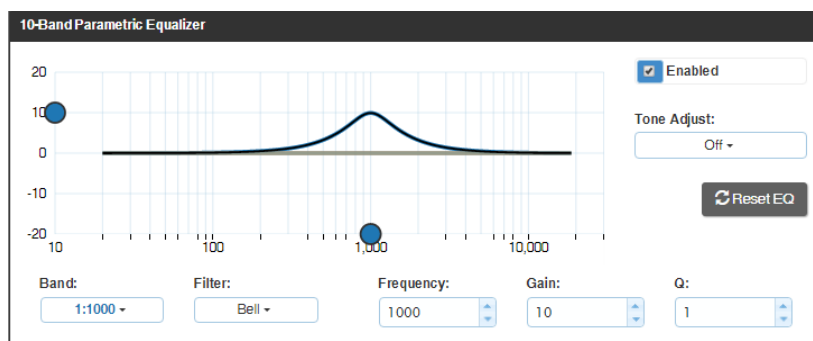 10-Band Parametric Equalizer
20
10
0
-10
-20
10 100 1,000 10,000
Enabled
Tone Adjust:
Off
Reset EQ
Band: Filter: Frequency: Gain: Q:
1:1000 Bell 1000 10 1